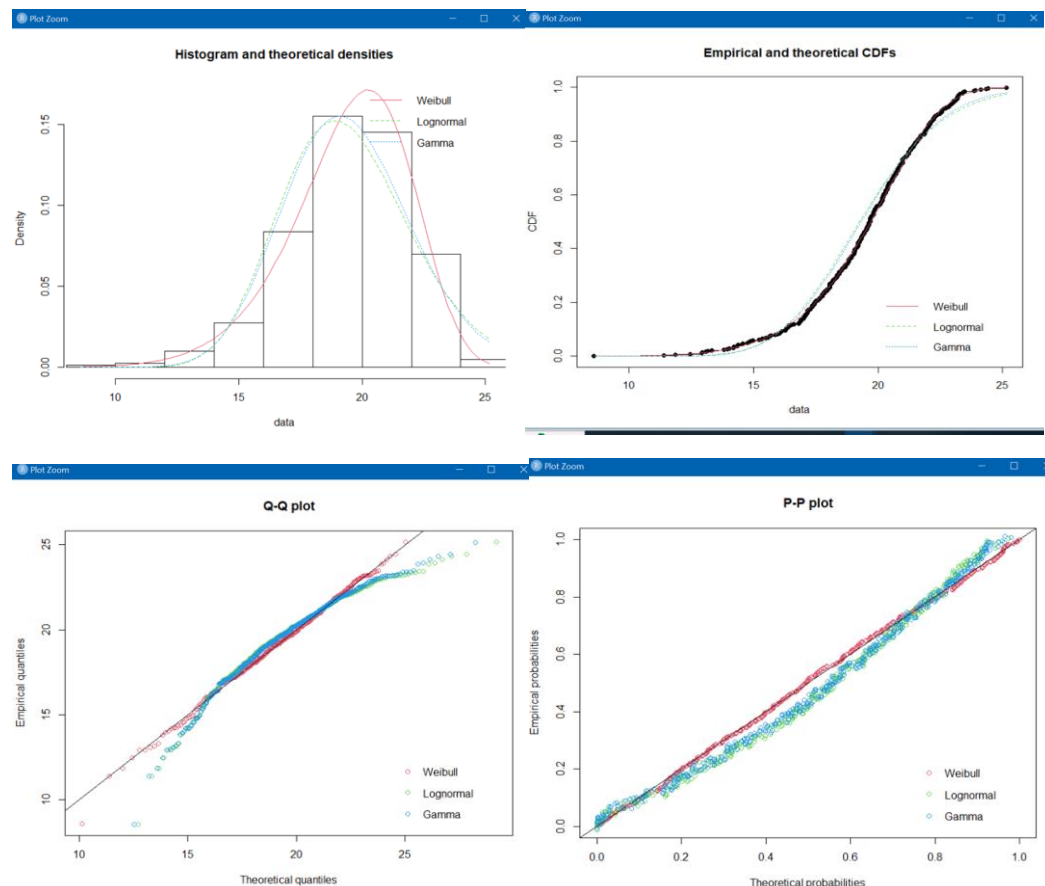 Plot Zoom
Histogram and theoretical densities
Weibull
Lognormal
Gamma
Density
0.00
0.05
0.10
0.15
10
15
20
25
data
Plot Zoom
Empirical and theoretical CDFs
CDF
0.0
0.2
0.4
0.6
0.8
1.0
Weibull
Lognormal
Gamma
10
15
20
25
data
Plot Zoom
Q-Q plot
Empirical quantiles
10
15
20
25
Weibull
Lognormal
Gamma
10
15
20
25
Theoretical quantiles
Plot Zoom
P-P plot
Empirical probabilities
0.0
0.2
0.4
0.6
0.8
1.0
Weibull
Lognormal
Gamma
0.0
0.2
0.4
0.6
0.8
1.0
Theoretical probabilities